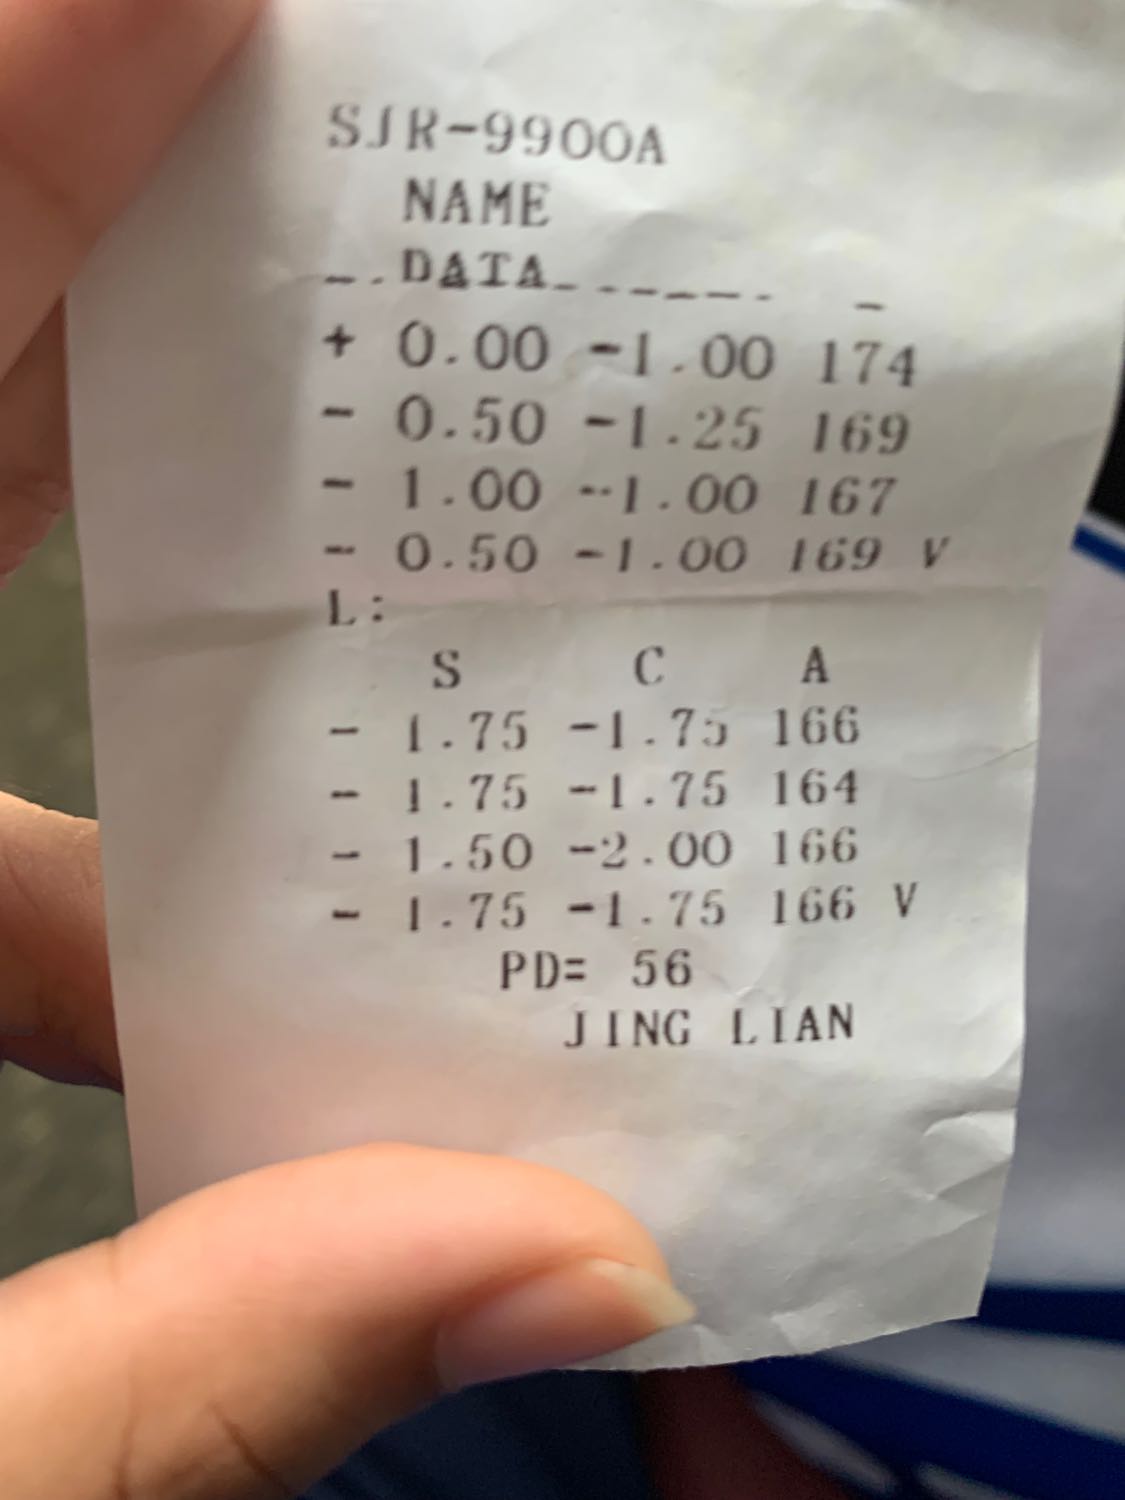 SJR-9900A
NAME
_.DATA_------ -
+ 0.00 -1.00 174
- 0.50 -1.25 169
- 1.00 -1.00 167
- 0.50 -1.00 169 V
L:
S C A
- 1.75 -1.75 166
- 1.75 -1.75 164
- 1.50 -2.00 166
- 1.75 -1.75 166 V
PD= 56
JING LIAN